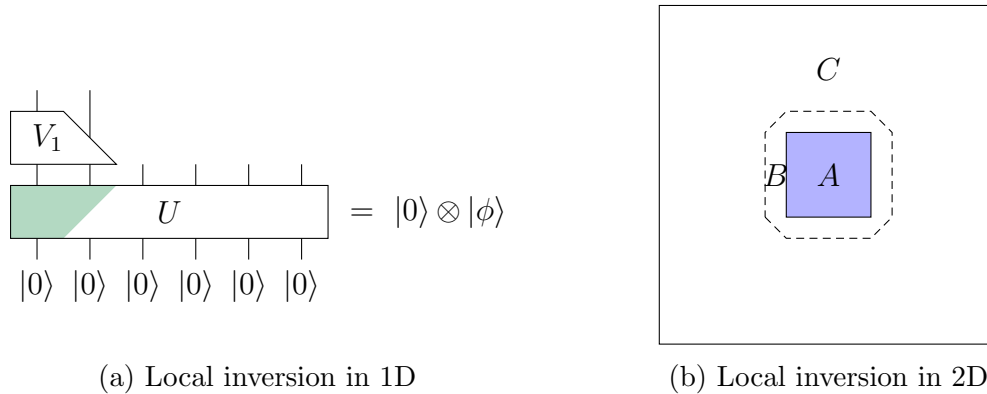 V₁
U
= |0⟩ ⊗ |ϕ⟩
|0⟩ |0⟩ |0⟩ |0⟩ |0⟩ |0⟩
(a) Local inversion in 1D
C
B A
(b) Local inversion in 2D